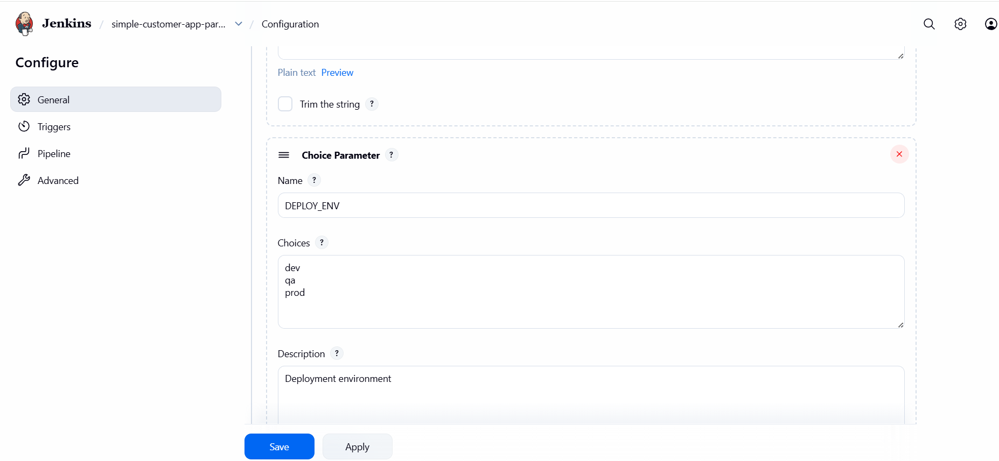 Jenkins / simple-customer-app-par... / Configuration
Configure
General
Triggers
Pipeline
Advanced
Plain text Preview
Trim the string ?
Choice Parameter ?
Name ?
DEPLOY_ENV
Choices ?
dev
qa
prod
Description ?
Deployment environment
Save Apply